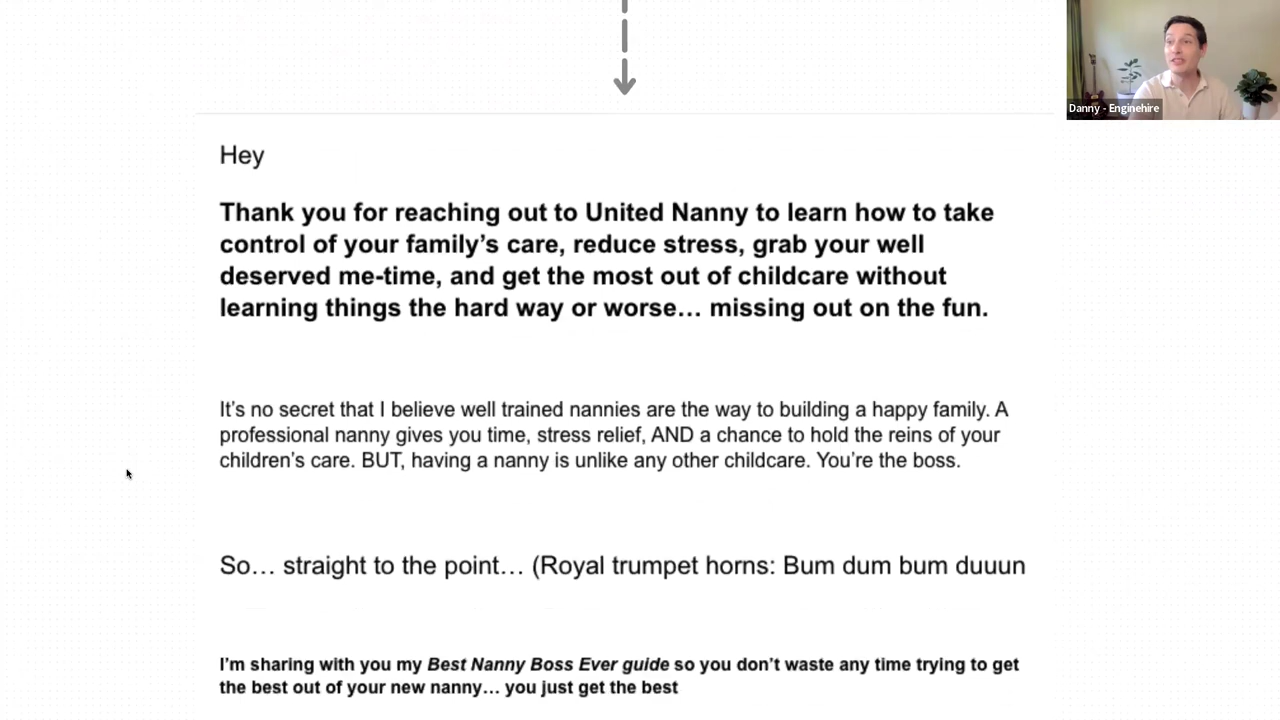 Danny - Enginehire
Hey
Thank you for reaching out to United Nanny to learn how to take
control of your family’s care, reduce stress, grab your well
deserved me-time, and get the most out of childcare without
learning things the hard way or worse… missing out on the fun.
It’s no secret that I believe well trained nannies are the way to building a happy family. A
professional nanny gives you time, stress relief, AND a chance to hold the reins of your
children’s care. BUT, having a nanny is unlike any other childcare. You’re the boss.
So… straight to the point… (Royal trumpet horns: Bum dum bum duuun
I’m sharing with you my Best Nanny Boss Ever guide so you don’t waste any time trying to get
the best out of your new nanny… you just get the best